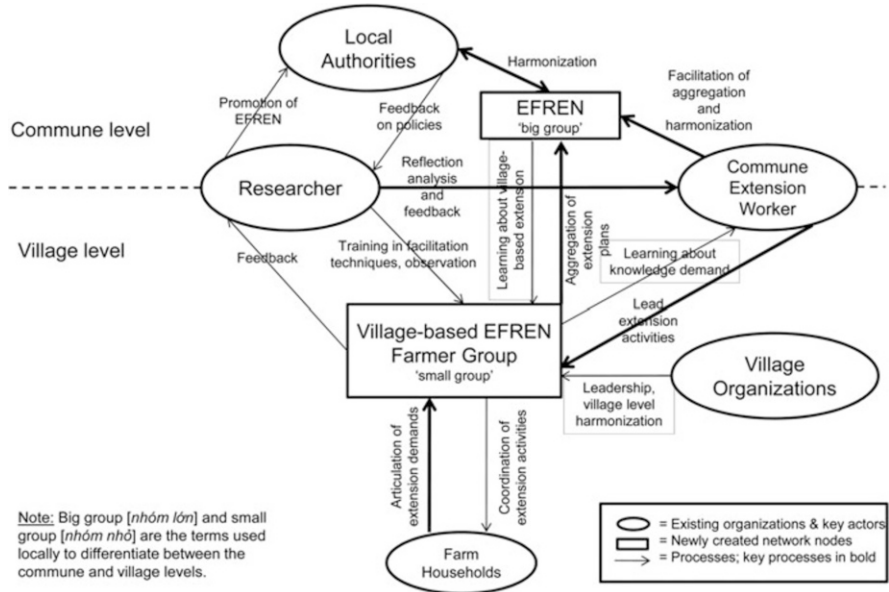 Local
Authorities
Harmonization
Facilitation of
aggregation
and
harmonization
Promotion of
EFREN
Feedback
on policies
EFREN
'big group'
Commune level
Researcher
Reflection
analysis
and
feedback
Commune
Extension
Worker
Village level
Feedback
Training in facilitation
techniques, observation
Learning about village-
based extension
Aggregation of
extension
plans
Learning about
knowledge demand
Lead
extension
activities
Village-based EFREN
Farmer Group
'small group'
Village
Organizations
Leadership,
village level
harmonization
Articulation of
extension demands
Coordination of
extension activities
Farm
Households
Note: Big group [nhóm lớn] and small
group [nhóm nhỏ] are the terms used
locally to differentiate between the
commune and village levels.
= Existing organizations & key actors
= Newly created network nodes
= Processes; key processes in bold